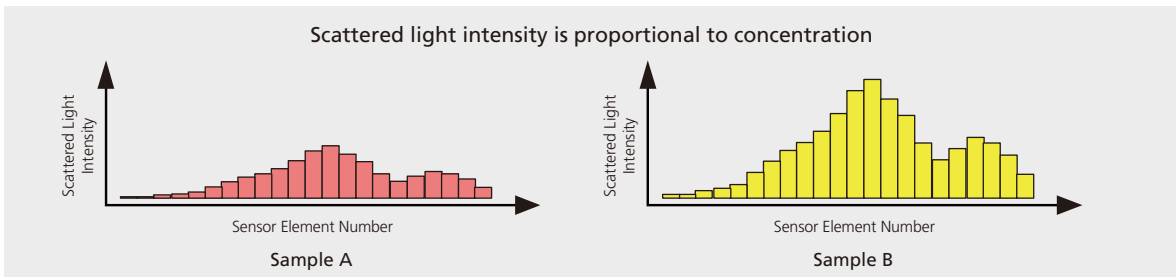 Scattered light intensity is proportional to concentration
Scattered Light
Intensity
Sensor Element Number
Sample A
Scattered Light
Intensity
Sensor Element Number
Sample B